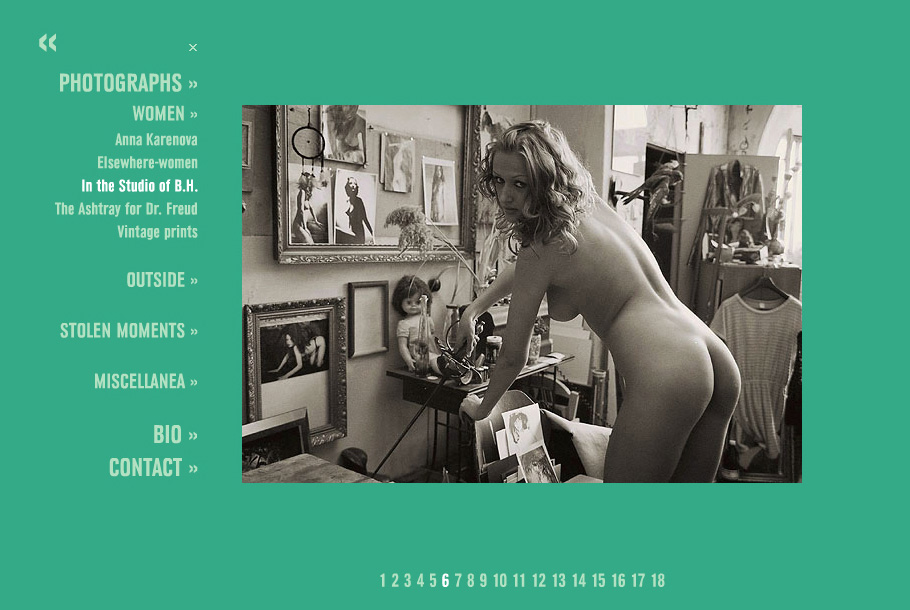 «
×
PHOTOGRAPHS »
WOMEN »
Anna Karenova
Elsewhere-women
In the Studio of B.H.
The Ashtray for Dr. Freud
Vintage prints
OUTSIDE »
STOLEN MOMENTS »
MISCELLANEA »
BIO »
CONTACT »
1 2 3 4 5 6 7 8 9 10 11 12 13 14 15 16 17 18